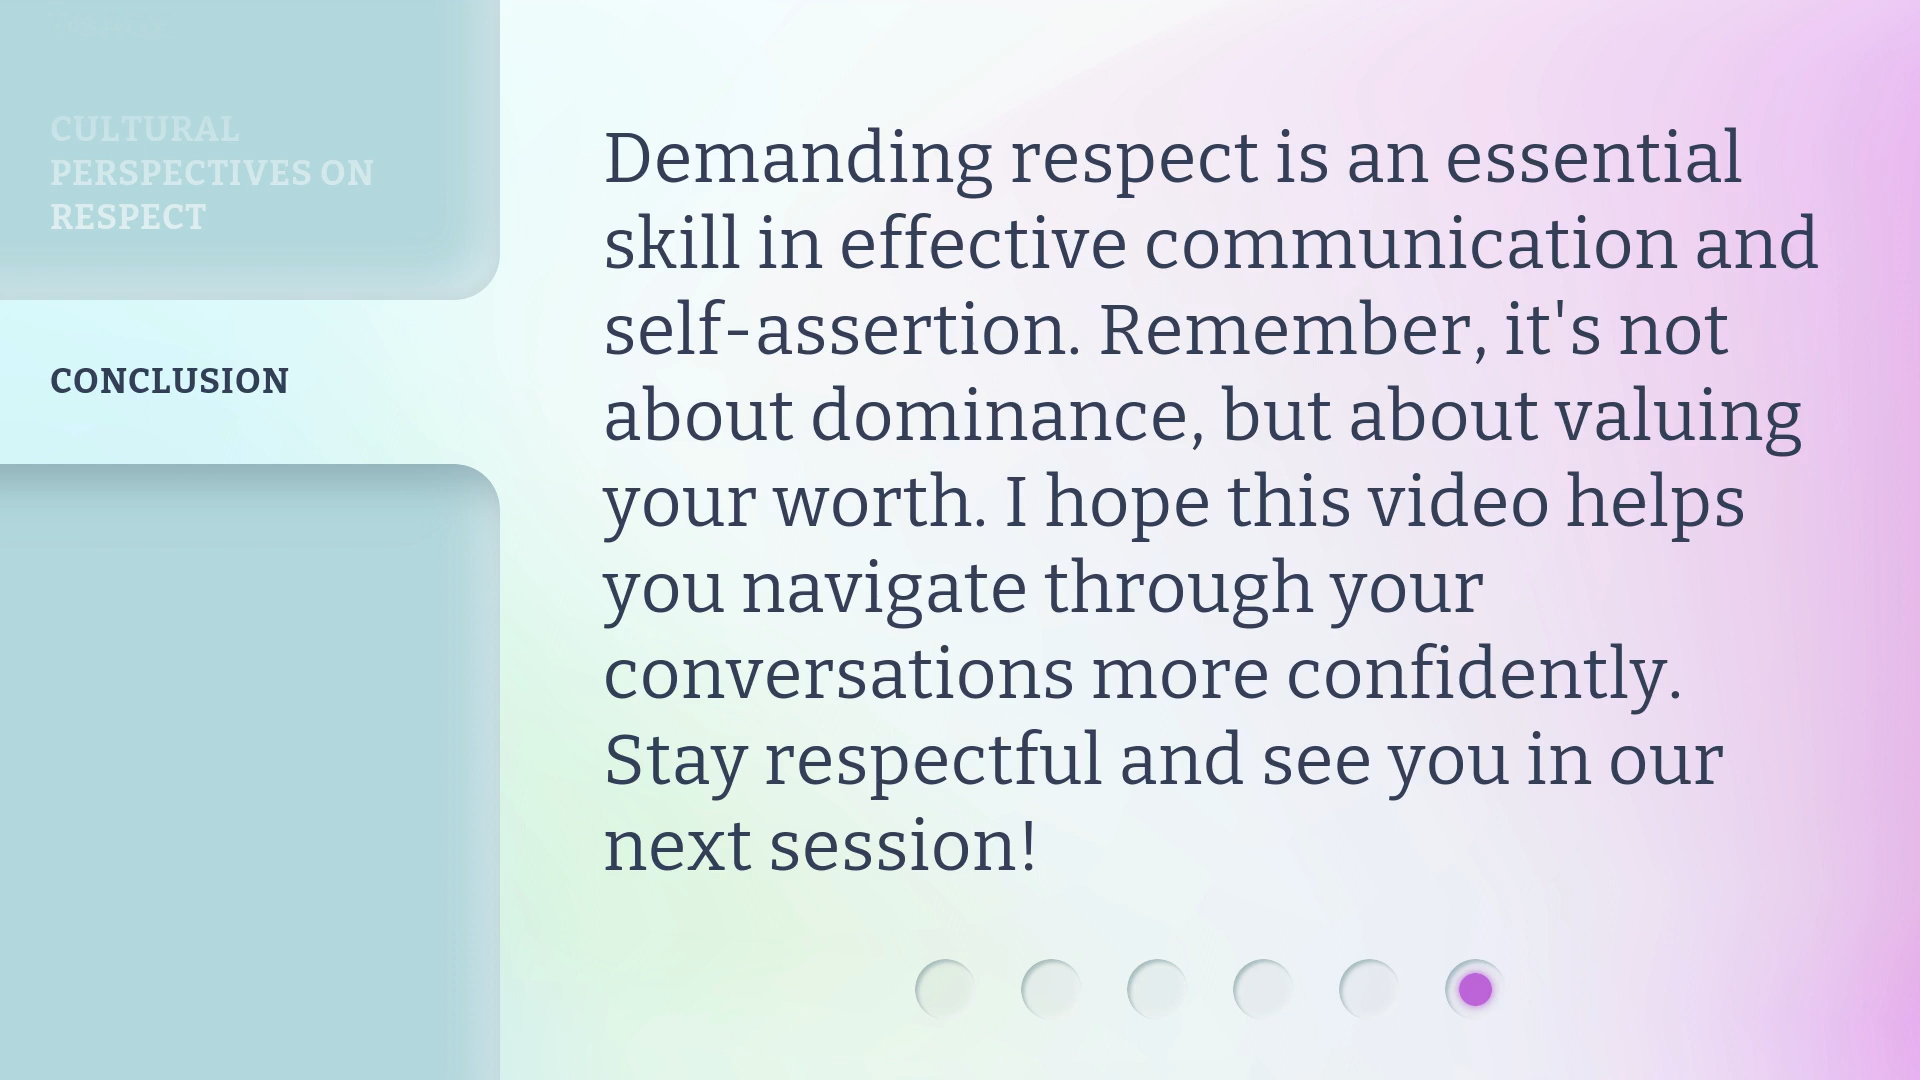 CULTURAL
PERSPECTIVES ON
RESPECT
CONCLUSION
Demanding respect is an essential
skill in effective communication and
self-assertion. Remember, it's not
about dominance, but about valuing
your worth. I hope this video helps
you navigate through your
conversations more confidently.
Stay respectful and see you in our
next session!